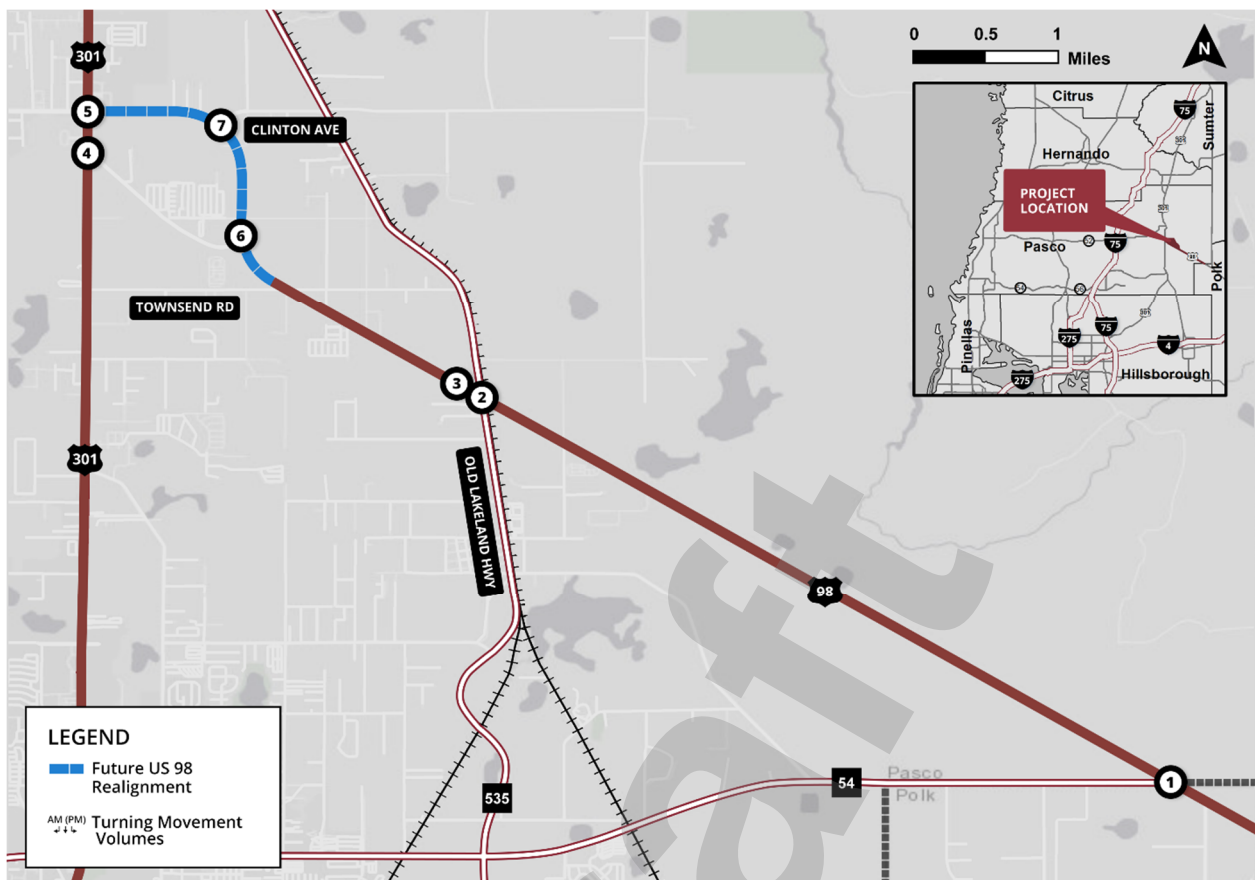 301
5
4
7
CLINTON AVE
6
TOWNSEND RD
3
2
301
OLD LAKELAND HWY
98
535
54
Pasco
Polk
1
aft
0 0.5 1
Miles
N
Citrus
75
Sumter
Hernando
PROJECT
LOCATION
Pasco
75
Polk
Pinellas
275
75
4
275
Hillsborough
LEGEND
Future US 98
Realignment
AM (PM)
Turning Movement
Volumes